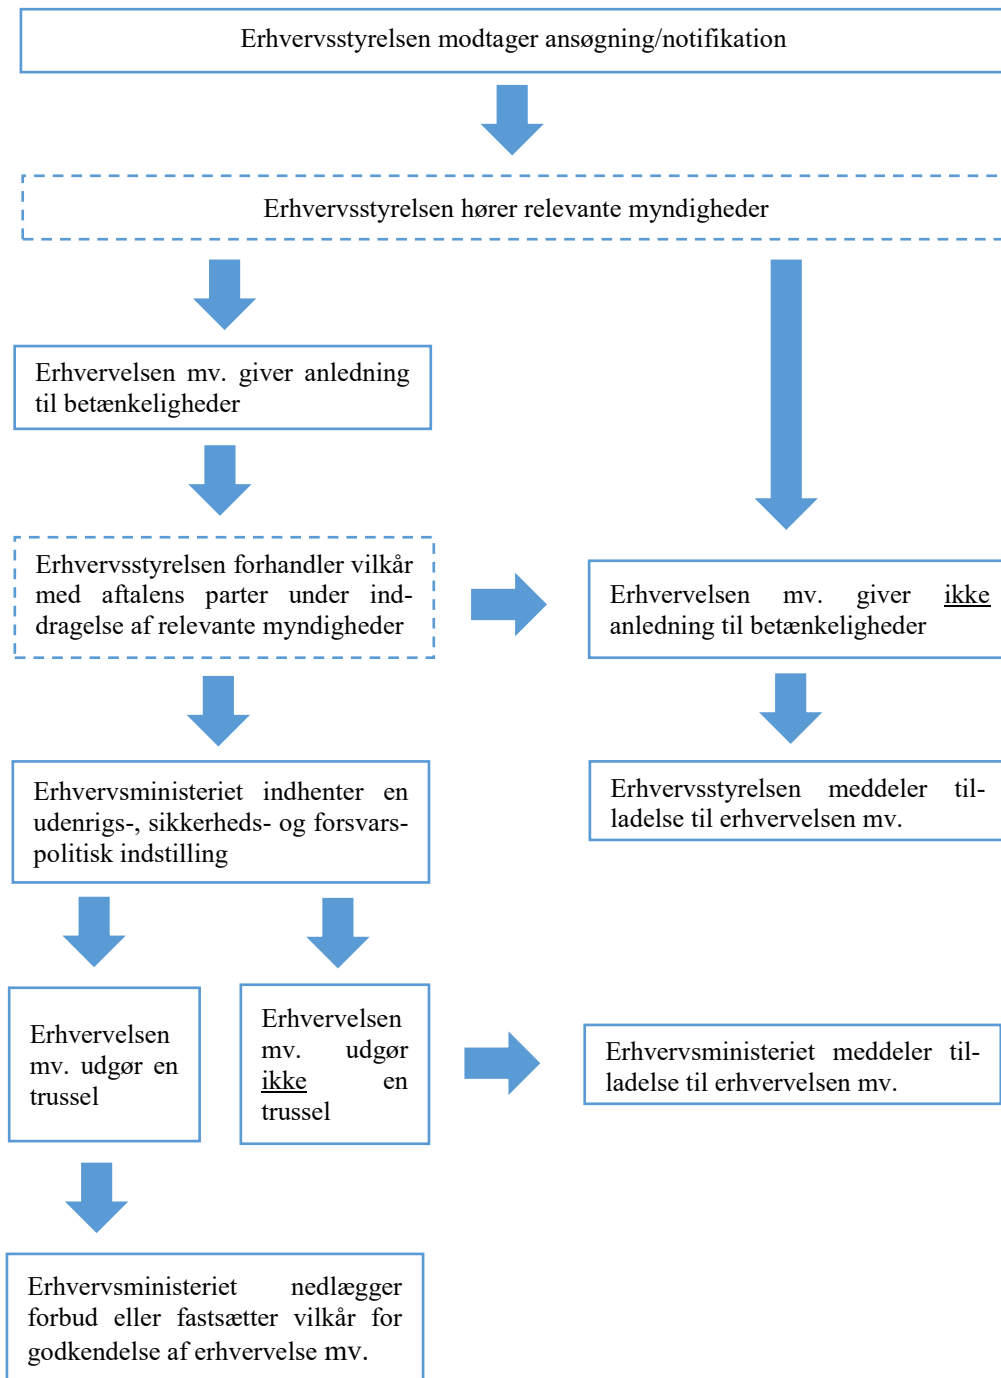 Erhvervsstyrelsen modtager ansøgning/notifikation
Erhvervsstyrelsen hører relevante myndigheder
Erhvervelsen mv. giver anledning
til betænkeligheder
Erhvervsstyrelsen forhandler vilkår
med aftalens parter under ind-
dragelse af relevante myndigheder
Erhvervelsen mv. giver ikke
anledning til betænkeligheder
Erhvervsministeriet indhenter en
udenrigs-, sikkerheds- og forsvars-
politisk indstilling
Erhvervsstyrelsen meddeler til-
ladelse til erhvervelsen mv.
Erhvervelsen
mv. udgør en
trussel
Erhvervelsen
mv. udgør
ikke en
trussel
Erhvervsministeriet meddeler til-
ladelse til erhvervelsen mv.
Erhvervsministeriet nedlægger
forbud eller fastsætter vilkår for
godkendelse af erhvervelse mv.